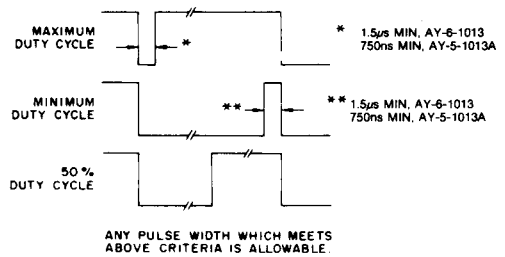 MAXIMUM
DUTY CYCLE
*
* 1.5µs MIN, AY-6-1013
750ns MIN, AY-5-1013A
MINIMUM
DUTY CYCLE
**
** 1.5µs MIN, AY-6-1013
750ns MIN, AY-5-1013A
50%
DUTY CYCLE
ANY PULSE WIDTH WHICH MEETS
ABOVE CRITERIA IS ALLOWABLE.